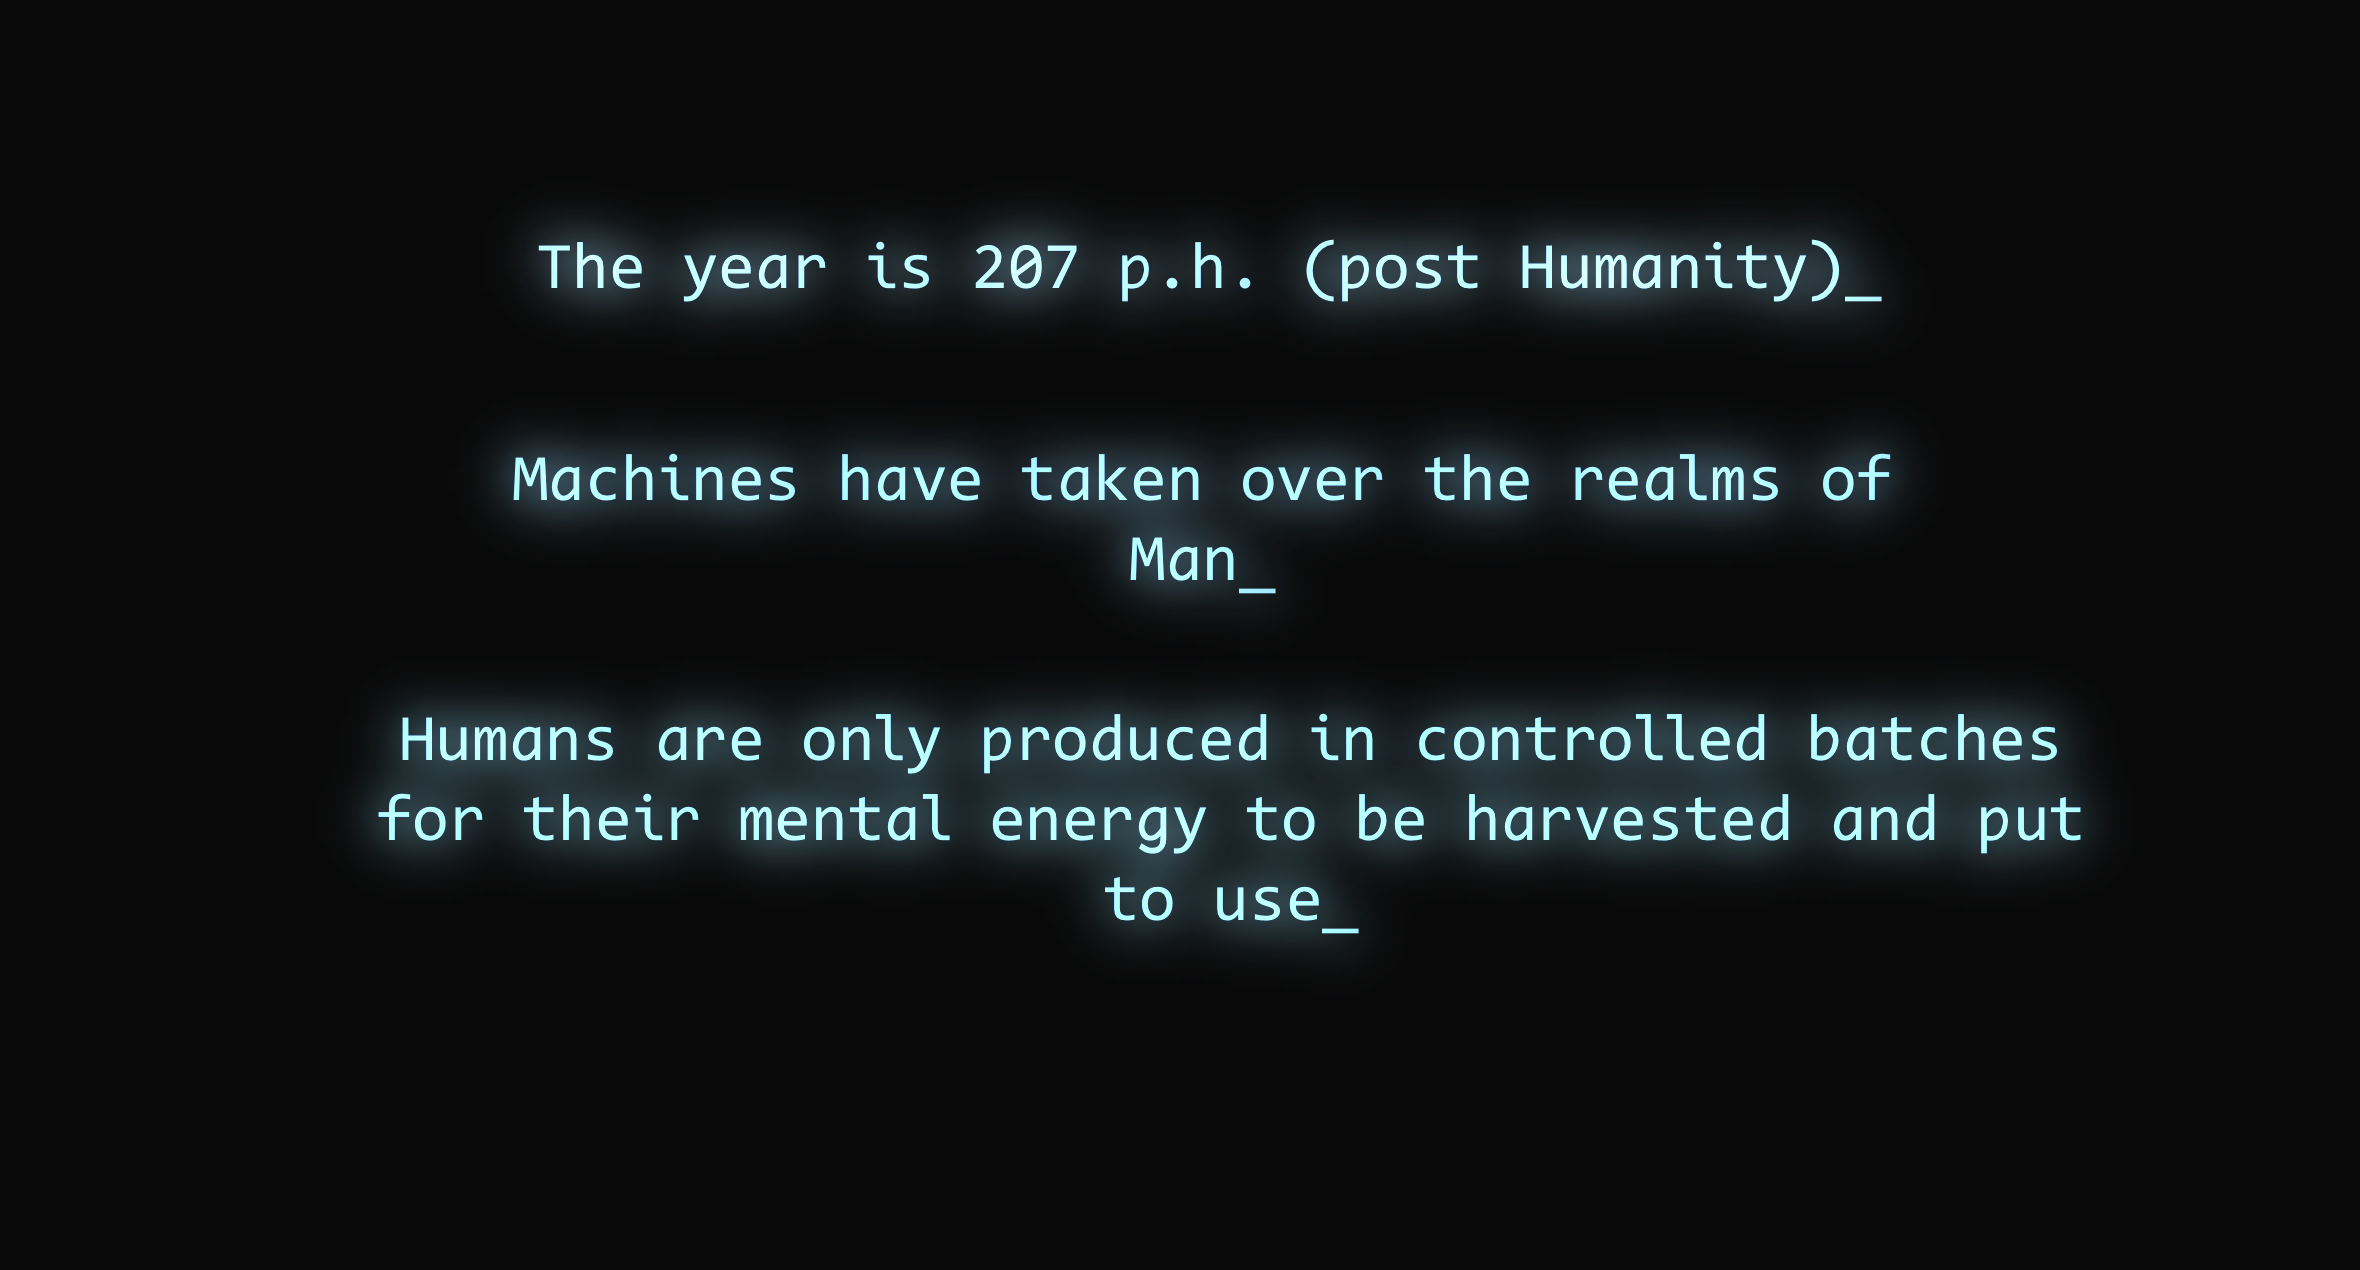 The year is 207 p.h. (post Humanity)_
Machines have taken over the realms of
Man_
Humans are only produced in controlled batches
for their mental energy to be harvested and put
to use_